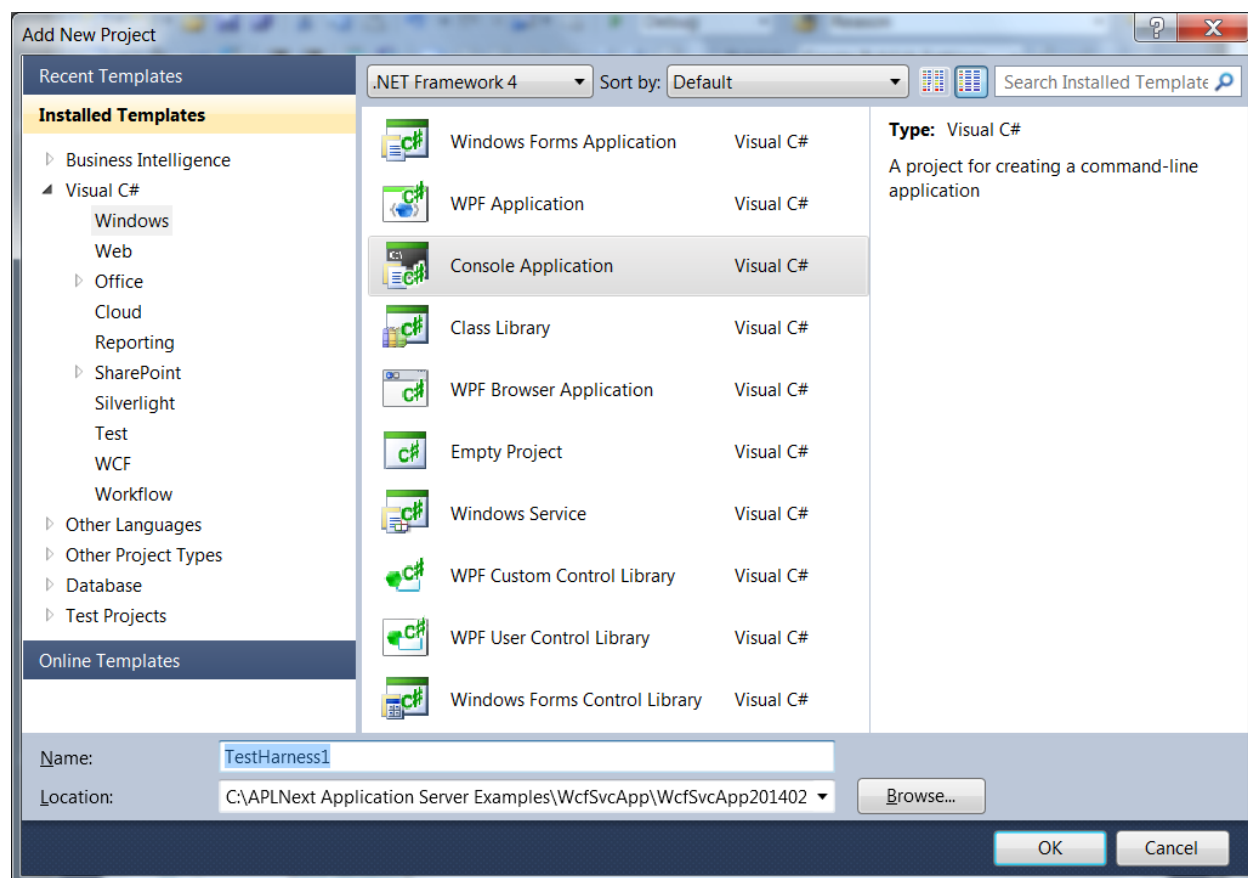 Debug
Add New Project
Recent Templates
Installed Templates
Business Intelligence
Visual C#
Windows
Web
Office
Cloud
Reporting
SharePoint
Silverlight
Test
WCF
Workflow
Other Languages
Other Project Types
Database
Test Projects
Online Templates
.NET Framework 4
Sort by: Default
Search Installed Template
Windows Forms Application Visual C#
WPF Application Visual C#
Console Application Visual C#
Class Library Visual C#
WPF Browser Application Visual C#
Empty Project Visual C#
Windows Service Visual C#
WPF Custom Control Library Visual C#
WPF User Control Library Visual C#
Windows Forms Control Library Visual C#
Type: Visual C#
A project for creating a command-line
application
Name: TestHarness1
Location: C:\APLNext Application Server Examples\WcfSvcApp\WcfSvcApp201402
Browse...
OK Cancel